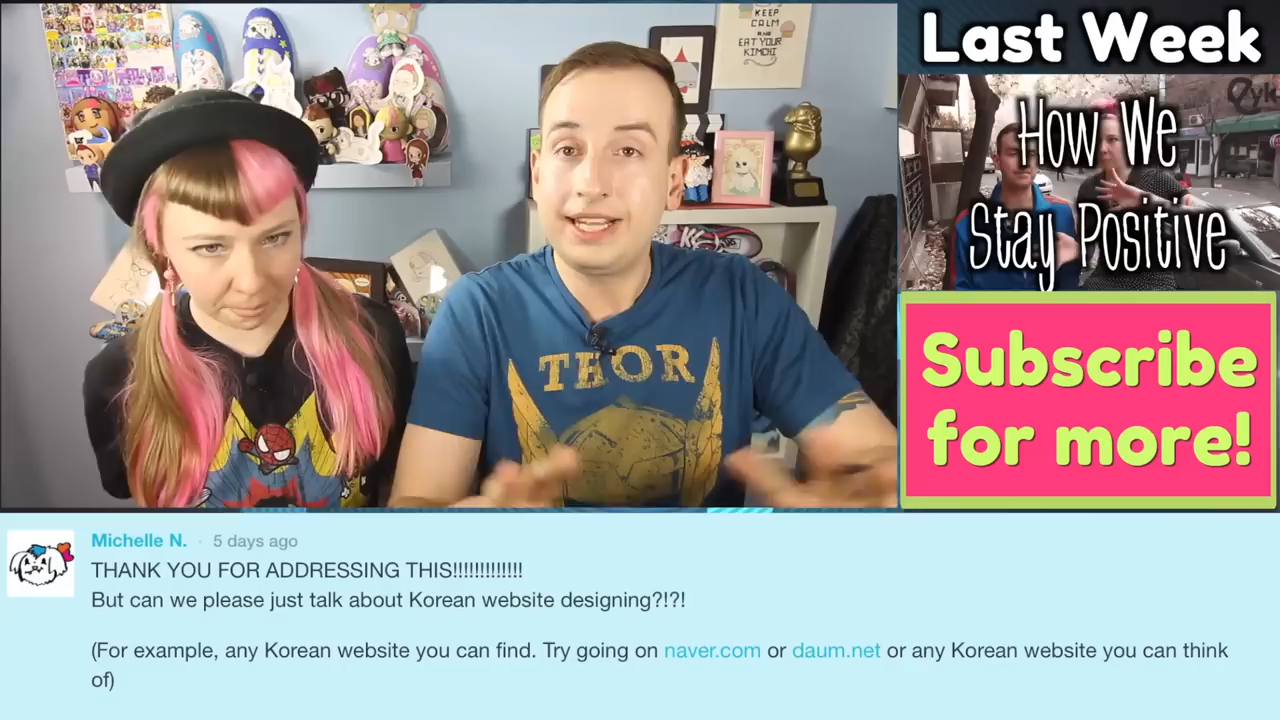 KEEP
CALM
AND
EAT YOUR
KIMCHI
Last Week
How We
Stay Positive
THOR
Subscribe
for more!
Michelle N. · 5 days ago
THANK YOU FOR ADDRESSING THIS!!!!!!!!!!!!!
But can we please just talk about Korean website designing?!?!
(For example, any Korean website you can find. Try going on naver.com or daum.net or any Korean website you can think
of)